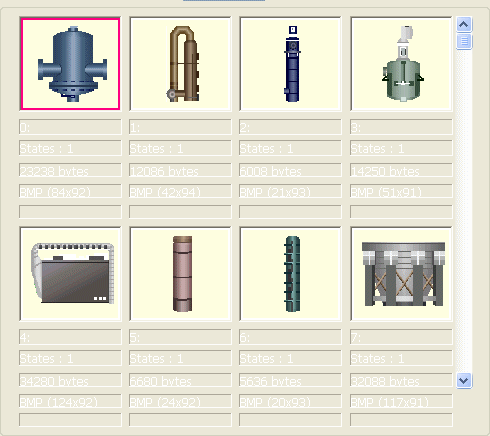 0:
1:
2:
3:
States : 1
States : 1
States : 1
States : 1
23238 bytes
12086 bytes
6008 bytes
14250 bytes
BMP (84x92)
BMP (42x94)
BMP (21x93)
BMP (51x91)
4:
5:
6:
7:
States : 1
States : 1
States : 1
States : 1
34280 bytes
6680 bytes
5636 bytes
32088 bytes
BMP (124x92)
BMP (24x92)
BMP (20x93)
BMP (117x91)